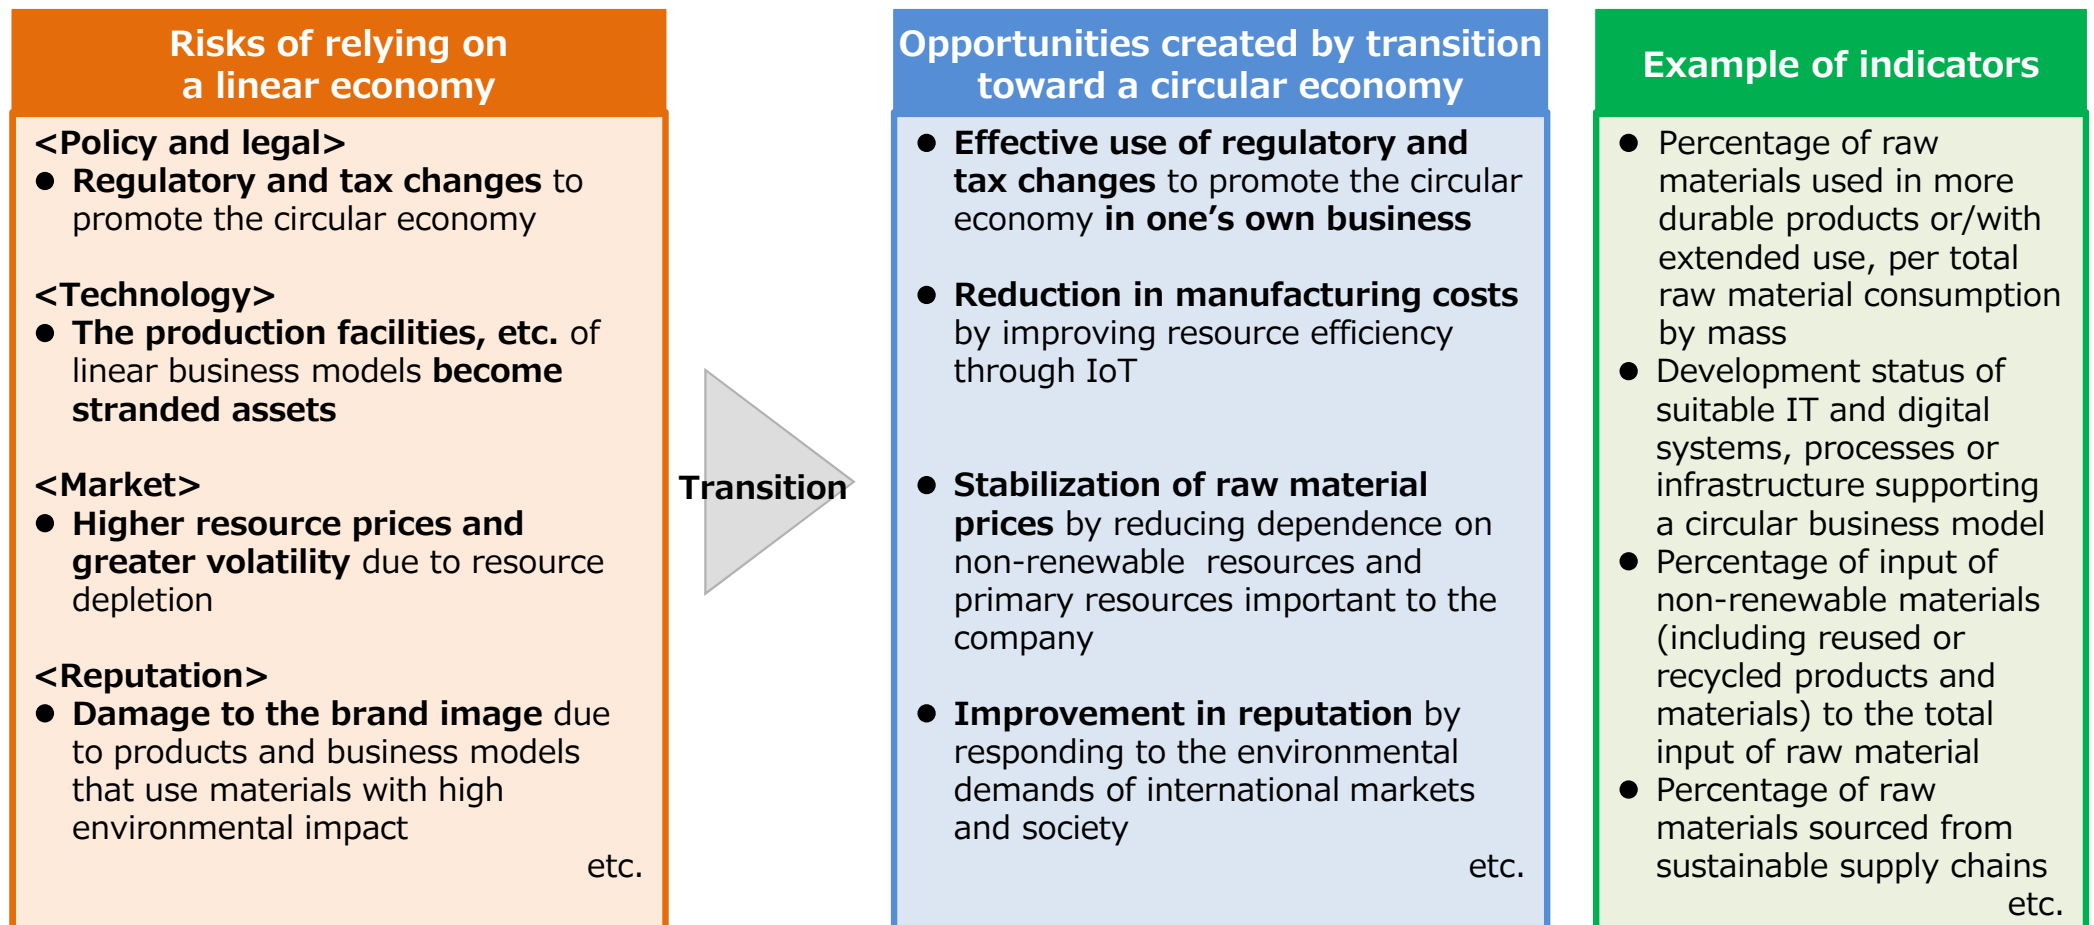 Risks of relying on
a linear economy
<Policy and legal>
● Regulatory and tax changes to
promote the circular economy
<Technology>
● The production facilities, etc. of
linear business models become
stranded assets
<Market>
● Higher resource prices and
greater volatility due to resource
depletion
<Reputation>
● Damage to the brand image due
to products and business models
that use materials with high
environmental impact
etc.
Transition
Opportunities created by transition
toward a circular economy
● Effective use of regulatory and
tax changes to promote the circular
economy in one’s own business
● Reduction in manufacturing costs
by improving resource efficiency
through IoT
● Stabilization of raw material
prices by reducing dependence on
non-renewable  resources and
primary resources important to the
company
● Improvement in reputation by
responding to the environmental
demands of international markets
and society
etc.
Example of indicators
● Percentage of raw
materials used in more
durable products or/with
extended use, per total
raw material consumption
by mass
● Development status of
suitable IT and digital
systems, processes or
infrastructure supporting
a circular business model
● Percentage of input of
non-renewable materials
(including reused or
recycled products and
materials) to the total
input of raw material
● Percentage of raw
materials sourced from
sustainable supply chains
etc.